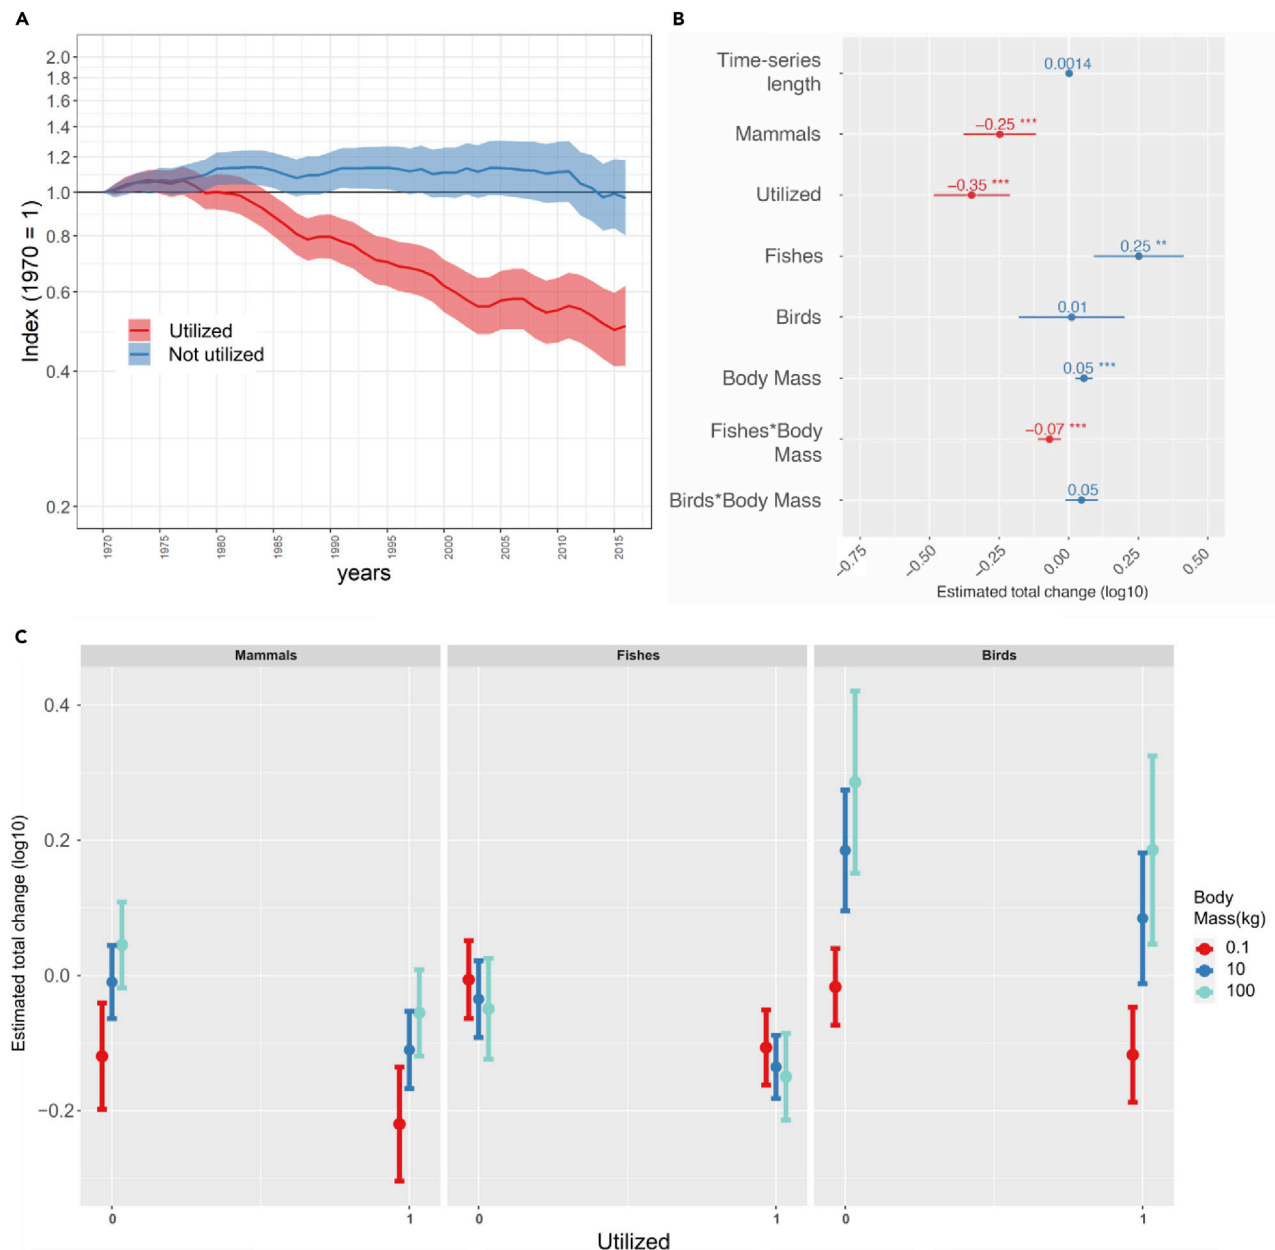 A
2.0
1.8
1.6
1.4
1.2
1.0
0.8
0.6
0.4
0.2
Index (1970 = 1)
Utilized
Not utilized
1970
1975
1980
1985
1990
1995
2000
2005
2010
2015
years
B
Time-series
length
Mammals
Utilized
Fishes
Birds
Body Mass
Fishes*Body
Mass
Birds*Body Mass
0.0014
−0.25 ***
−0.35 ***
0.25 **
0.01
0.05 ***
−0.07 ***
0.05
−0.75
−0.50
−0.25
0.00
0.25
0.50
Estimated total change (log10)
C
Mammals
Fishes
Birds
0.4
0.2
0.0
−0.2
Estimated total change (log10)
0
1
0
1
0
1
Utilized
Body
Mass(kg)
0.1
10
100